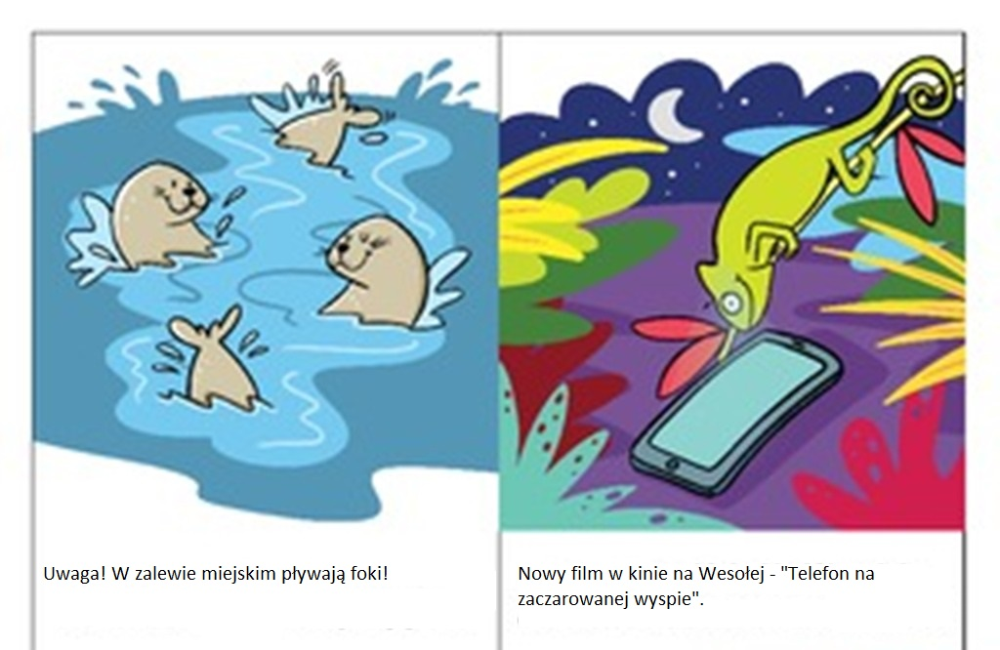 Uwaga! W zalewie miejskim pływają foki!
Nowy film w kinie na Wesołej - "Telefon na
zaczarowanej wyspie".